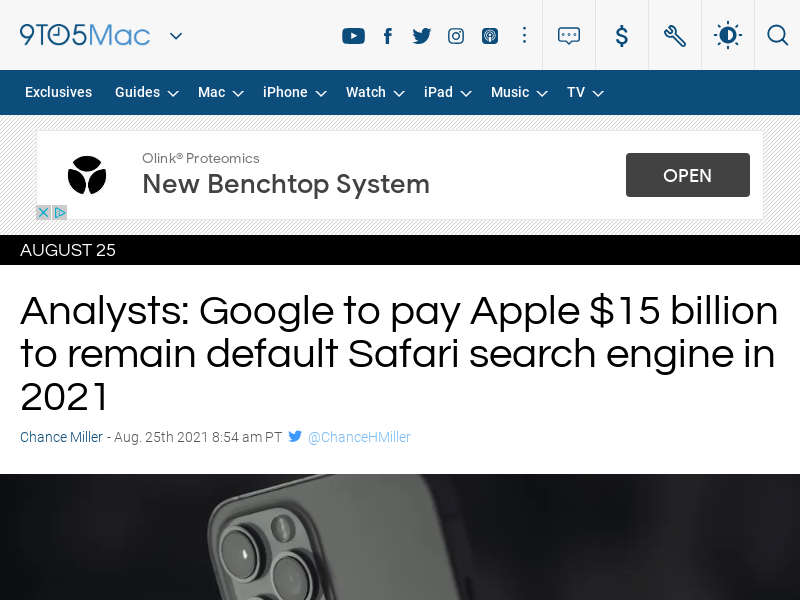 9TO5Mac
Exclusives Guides Mac iPhone Watch iPad Music TV
Olink® Proteomics
New Benchtop System
OPEN
AUGUST 25
Analysts: Google to pay Apple $15 billion
to remain default Safari search engine in
2021
Chance Miller - Aug. 25th 2021 8:54 am PT @ChanceHMiller